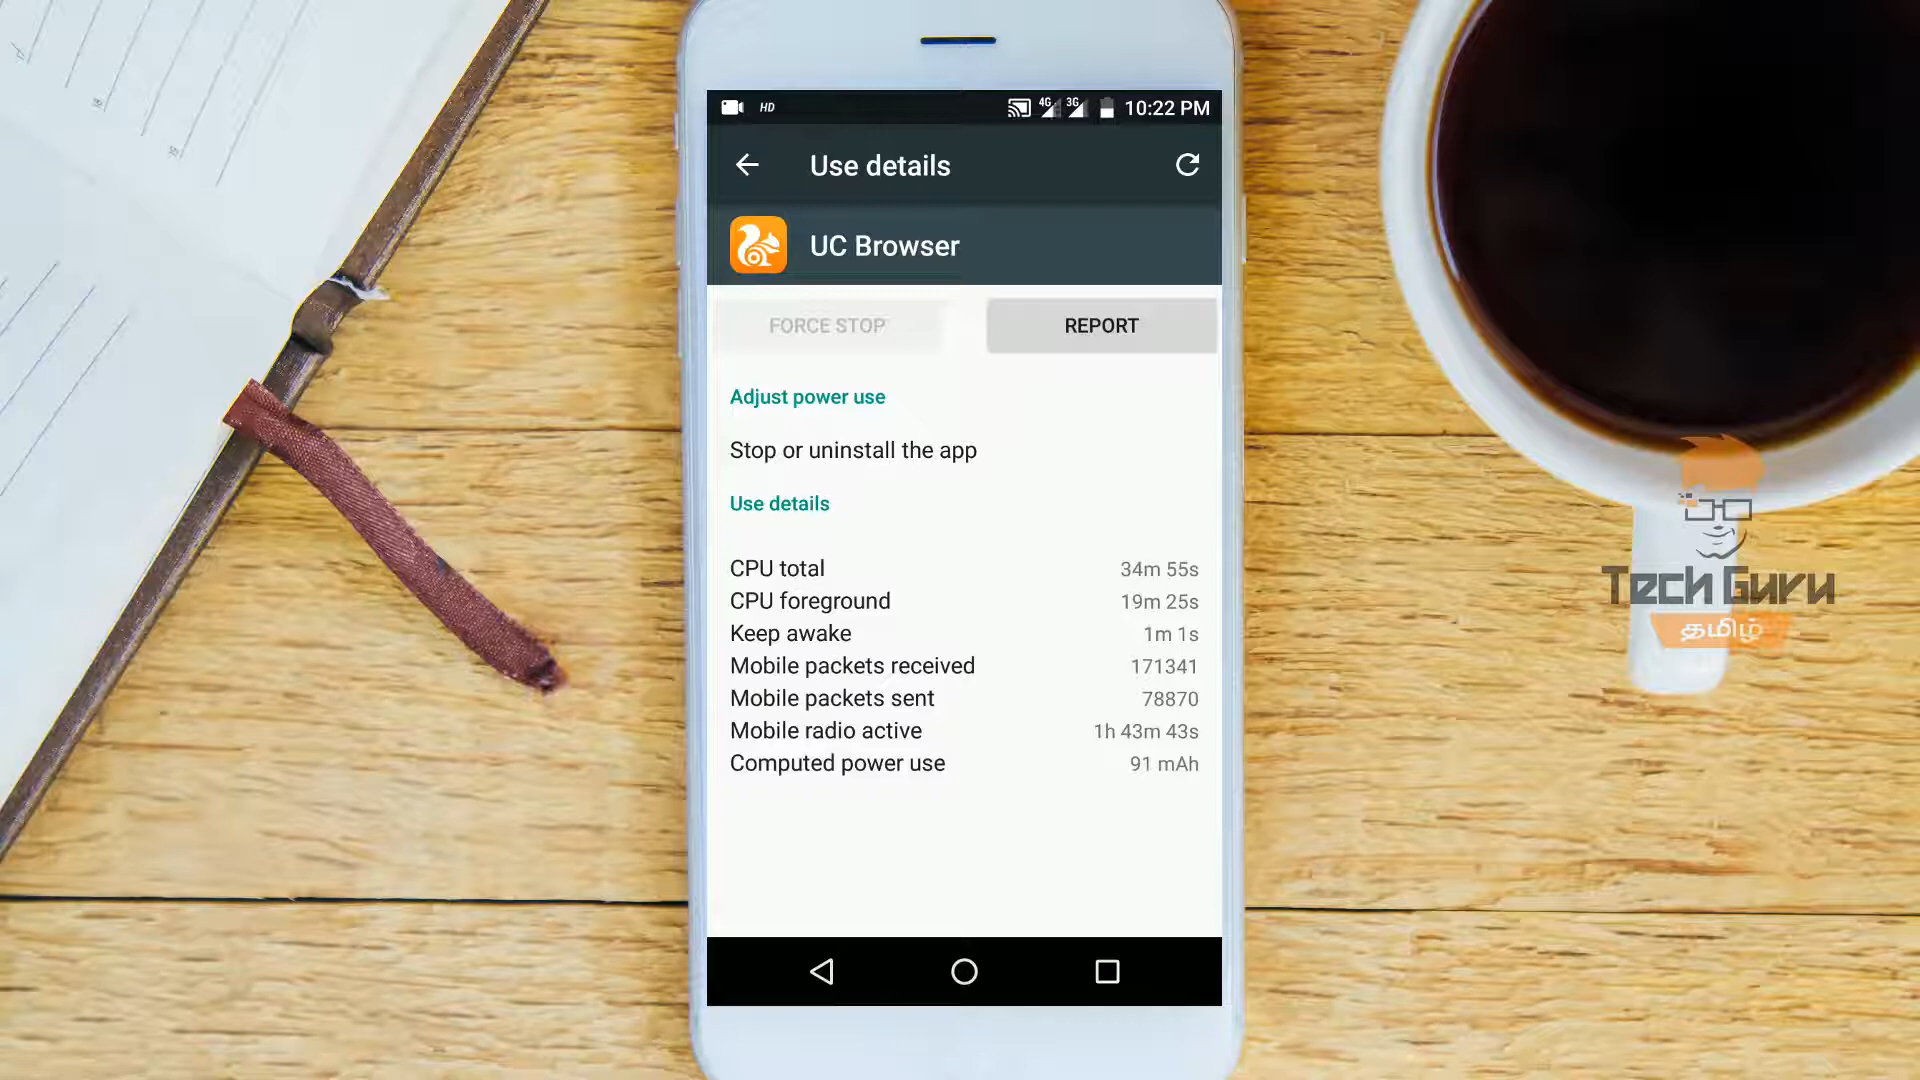 HD
4G 3G 10:22 PM
Use details
UC Browser
FORCE STOP
REPORT
Adjust power use
Stop or uninstall the app
Use details
CPU total 34m 55s
CPU foreground 19m 25s
Keep awake 1m 1s
Mobile packets received 171341
Mobile packets sent 78870
Mobile radio active 1h 43m 43s
Computed power use 91 mAh
Tech Guru
தமிழ்